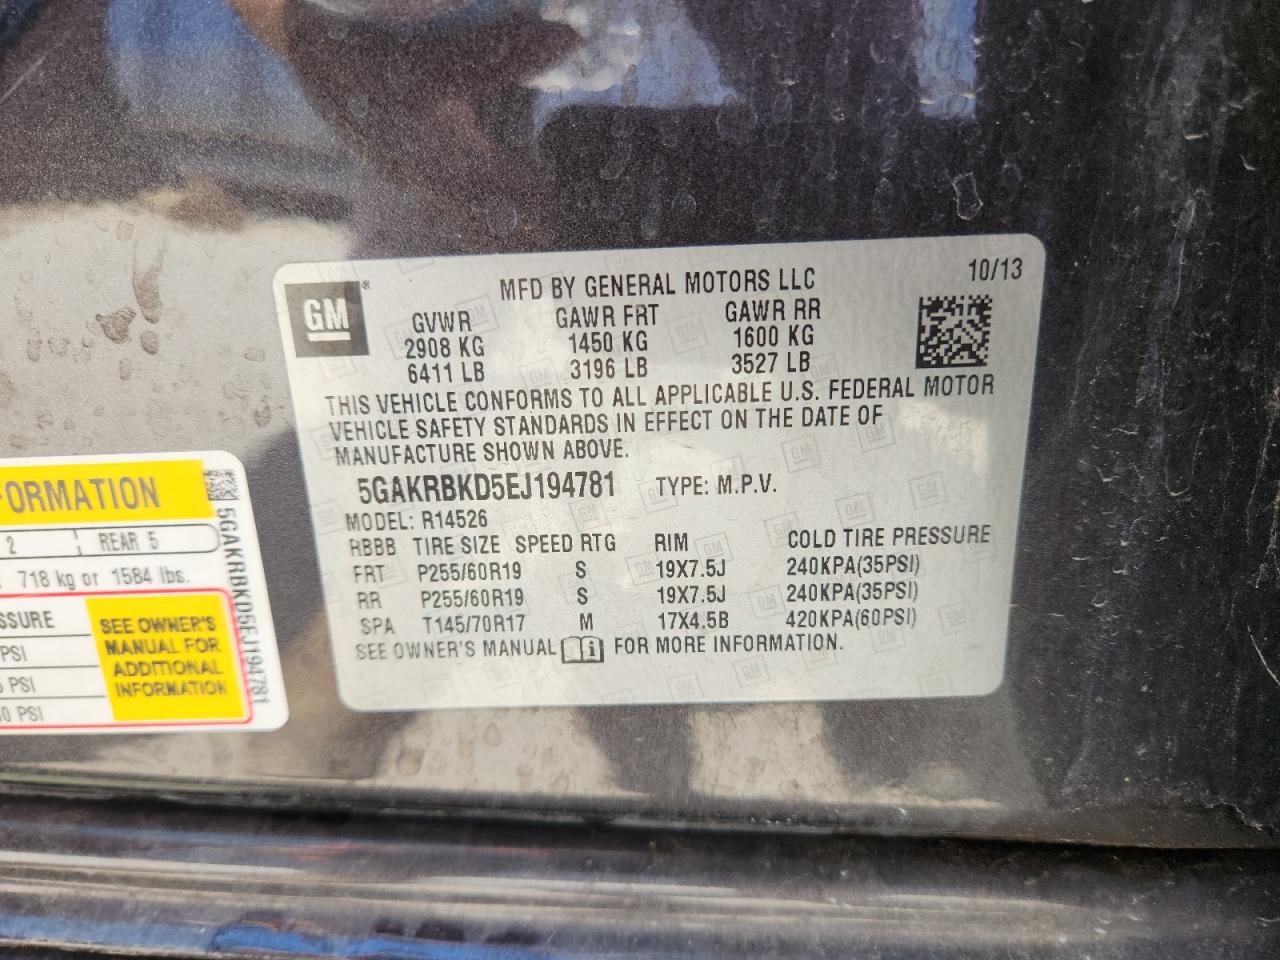 GM
MFD BY GENERAL MOTORS LLC
10/13
GVWR GAWR FRT GAWR RR
2908 KG 1450 KG 1600 KG
6411 LB 3196 LB 3527 LB
THIS VEHICLE CONFORMS TO ALL APPLICABLE U.S. FEDERAL MOTOR
VEHICLE SAFETY STANDARDS IN EFFECT ON THE DATE OF
MANUFACTURE SHOWN ABOVE.
5GAKRBKD5EJ194781 TYPE: M.P.V.
MODEL: R14526
RBBB TIRE SIZE SPEED RTG RIM COLD TIRE PRESSURE
FRT P255/60R19 S 19X7.5J 240KPA(35PSI)
RR P255/60R19 S 19X7.5J 240KPA(35PSI)
SPA T145/70R17 M 17X4.5B 420KPA(60PSI)
SEE OWNER'S MANUAL i FOR MORE INFORMATION.
FORMATION
2 REAR 5
718 kg or 1584 lbs.
SSURE
PSI
PSI
0 PSI
SEE OWNER'S
MANUAL FOR
ADDITIONAL
INFORMATION
5GAKRBKD5EJ194781